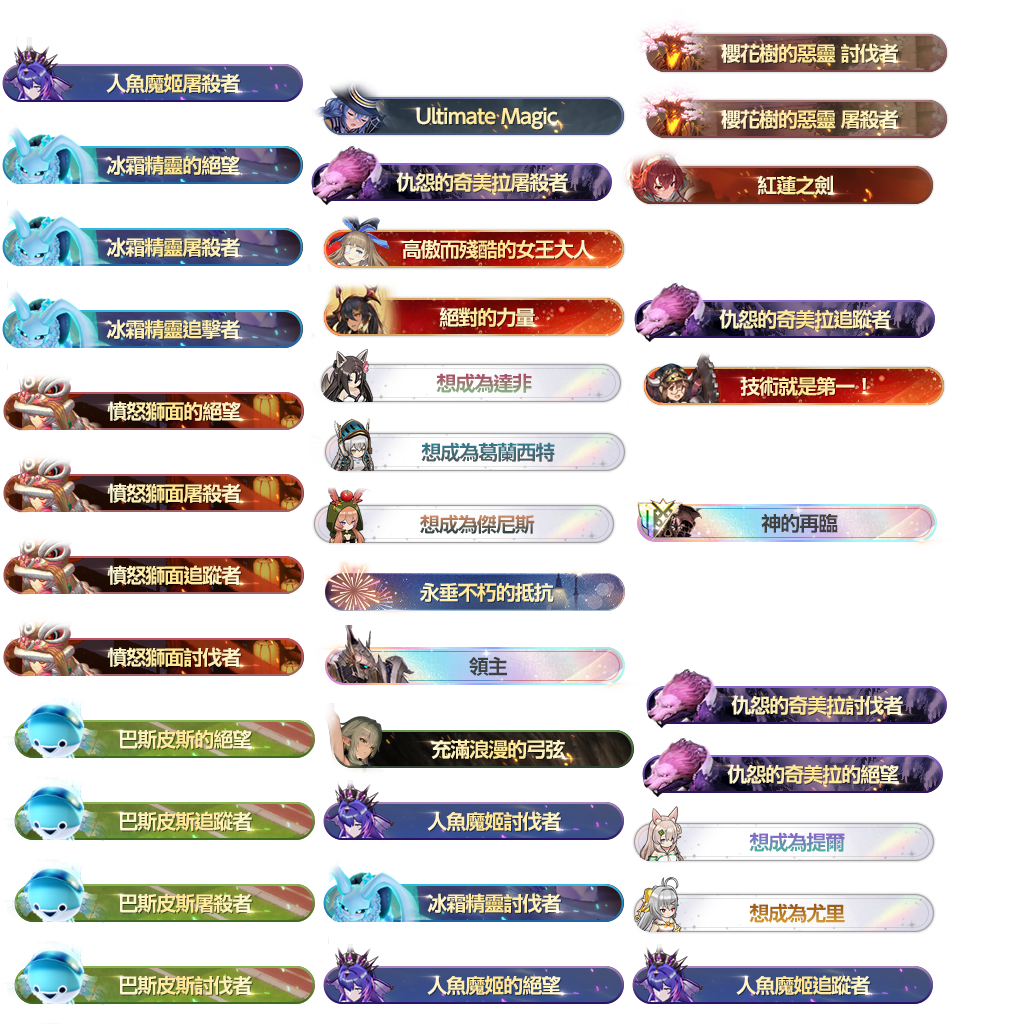 人魚魔姬屠殺者
冰霜精靈的絕望
冰霜精靈屠殺者
冰霜精靈追擊者
憤怒獅面的絕望
憤怒獅面屠殺者
憤怒獅面追蹤者
憤怒獅面討伐者
巴斯皮斯的絕望
巴斯皮斯追蹤者
巴斯皮斯屠殺者
巴斯皮斯討伐者
Ultimate Magic
仇怨的奇美拉屠殺者
高傲而殘酷的女王大人
絕對的力量
想成為達非
想成為葛蘭西特
想成為傑尼斯
永垂不朽的抵抗
領主
充滿浪漫的弓弦
人魚魔姬討伐者
冰霜精靈討伐者
人魚魔姬的絕望
櫻花樹的惡靈 討伐者
櫻花樹的惡靈 屠殺者
紅蓮之劍
仇怨的奇美拉追蹤者
技術就是第一！
神的再臨
仇怨的奇美拉討伐者
仇怨的奇美拉的絕望
想成為提爾
想成為尤里
人魚魔姬追蹤者